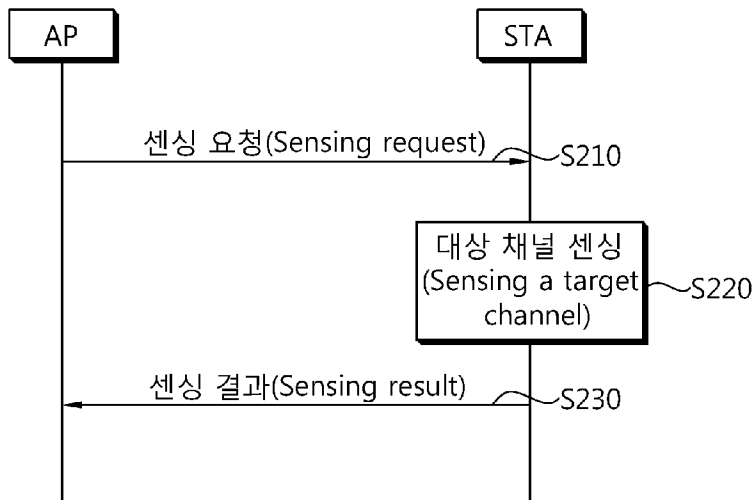 AP
STA
센싱 요청(Sensing request)
S210
대상 채널 센싱
(Sensing a target
channel)
S220
센싱 결과(Sensing result)
S230